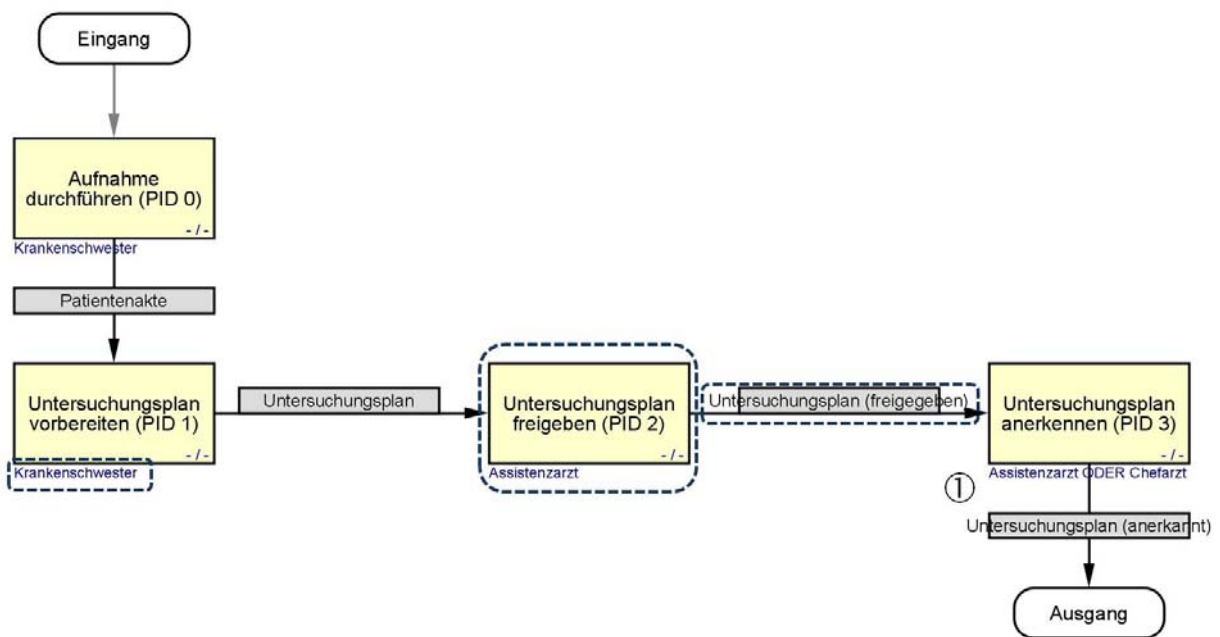 Eingang
Aufnahme
durchführen (PID 0)
- / -
Krankenschwester
Patientenakte
Untersuchungsplan
vorbereiten (PID 1)
- / -
Krankenschwester
Untersuchungsplan
Untersuchungsplan
freigeben (PID 2)
- / -
Assistenzarzt
Untersuchungsplan (freigegeben)
Untersuchungsplan
anerkennen (PID 3)
- / -
Assistenzarzt ODER Chefarzt
①
Untersuchungsplan (anerkannt)
Ausgang